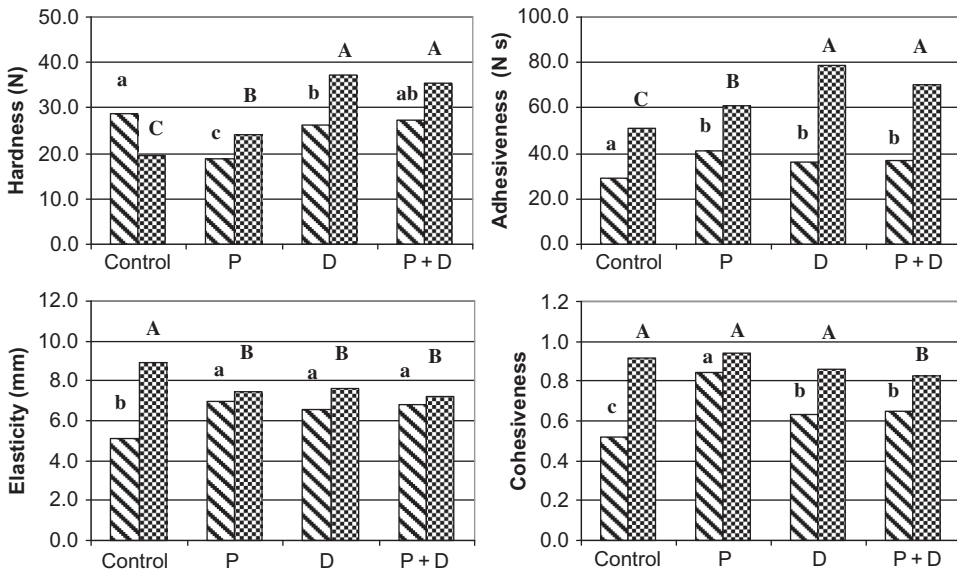 Hardness (N)
50.0
40.0
30.0
20.0
10.0
0.0
a
C
c
B
b
A
ab
A
Control P D P + D
Adhesiveness (N s)
100.0
80.0
60.0
40.0
20.0
0.0
a
C
b
B
b
A
b
A
Control P D P + D
Elasticity (mm)
12.0
10.0
8.0
6.0
4.0
2.0
0.0
b
A
a
B
a
B
a
B
Control P D P + D
Cohesiveness
1.2
1
0.8
0.6
0.4
0.2
0.0
c
A
a
A
b
A
b
B
Control P D P + D